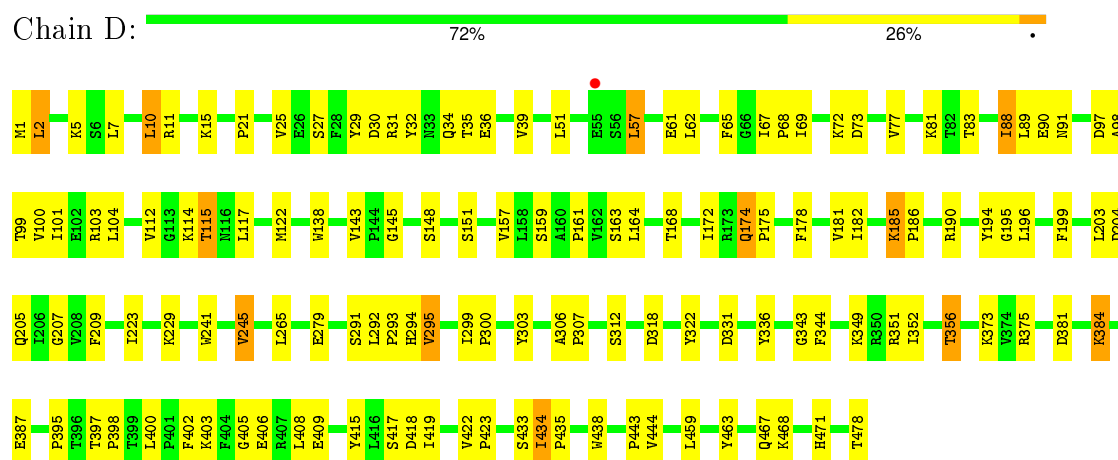 Chain D:
72% 26% •
M1 L2 K5 S6 L7 L10 R11 K15 P21 V25 E26 S27 F28 Y29 D30 R31 Y32 N33 Q34 T35 E36 V39 L51 E55 S56 L57 E61 L62 F65 G66 I67 P68 I69 K72 D73 V77 K81 T82 T83 I88 L89 E90 N91 D97 A98
T99 V100 I101 E102 R103 L104 V112 G113 K114 T115 N116 L117 M122 W138 V143 P144 G145 S148 S151 V157 L158 S159 A160 P161 V162 S163 L164 T168 I172 R173 Q174 P175 F178 V181 I182 K185 P186 R190 Y194 G195 L196 F199 L203
Q205 I206 G207 V208 F209 I223 K229 W241 V245 L265 E279 S291 L292 P293 H294 V295 I299 P300 Y303 A306 P307 S312 D318 Y322 D331 Y336 G343 F344 K349 R350 R351 I352 T356 K373 V374 R375 D381 K384
E387 P395 T396 T397 P398 T399 L400 P401 F402 K403 F404 G405 E406 R407 L408 E409 Y415 L416 S417 D418 I419 V422 P423 S433 I434 P435 W438 P443 V444 L459 Y463 Q467 K468 H471 T478